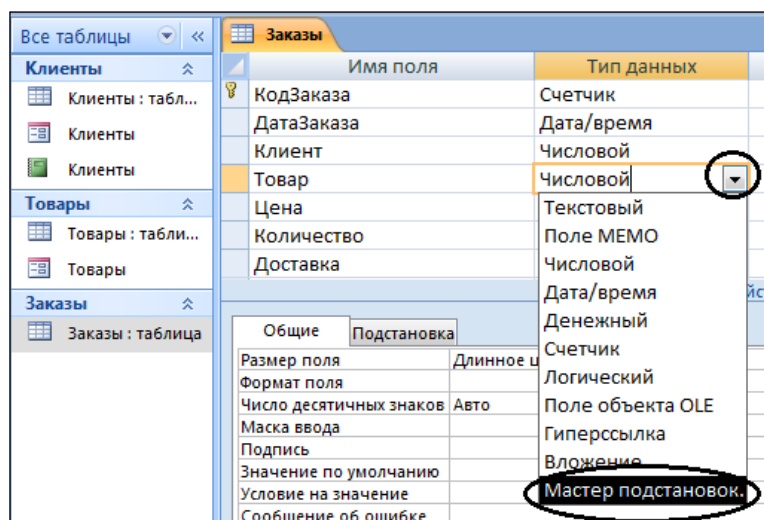 Все таблицы «
Заказы
Клиенты
Клиенты : табл...
Клиенты
Клиенты
Товары
Товары : табли...
Товары
Заказы
Заказы : таблица
Имя поля Тип данных
КодЗаказа Счетчик
ДатаЗаказа Дата/время
Клиент Числовой
Товар Числовой
Цена
Количество
Доставка
Текстовый
Поле МЕМО
Числовой
Дата/время
Денежный
Счетчик
Логический
Поле объекта OLE
Гиперссылка
Вложение
Мастер подстановок.
йс
Общие Подстановка
Размер поля Длинное ц
Формат поля
Число десятичных знаков Авто
Маска ввода
Подпись
Значение по умолчанию
Условие на значение
Сообщение об ошибке